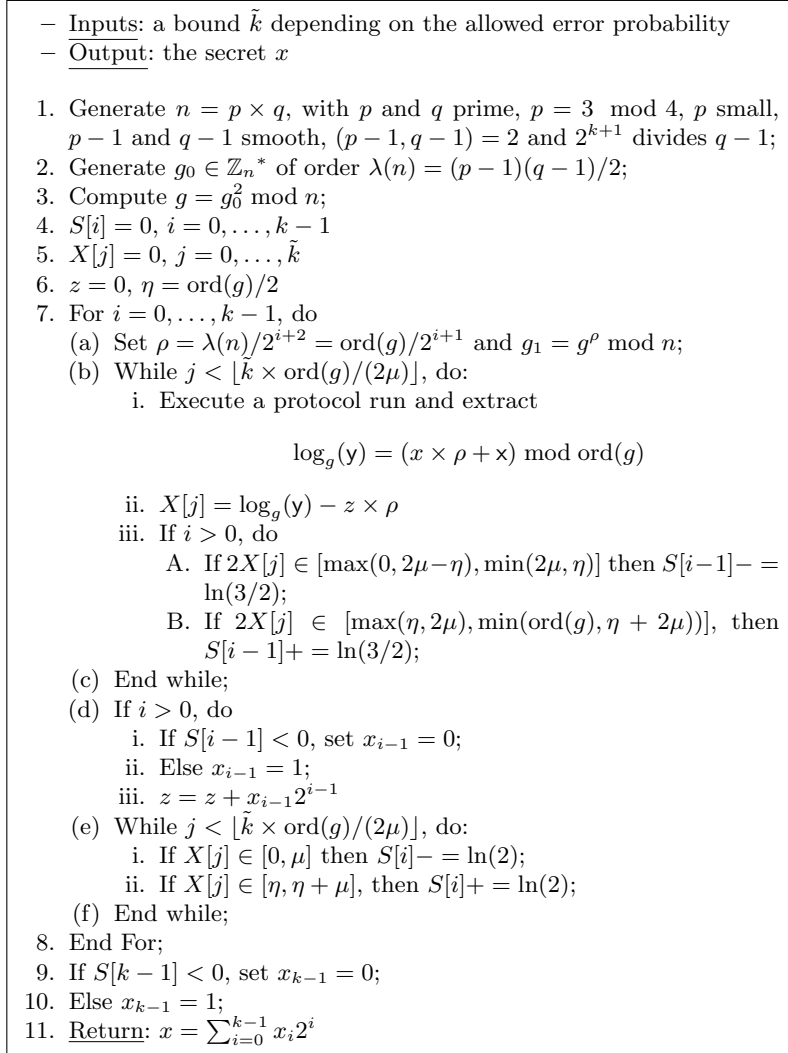 – Inputs: a bound k̃ depending on the allowed error probability
– Output: the secret x
1. Generate n = p × q, with p and q prime, p = 3 mod 4, p small,
p − 1 and q − 1 smooth, (p − 1, q − 1) = 2 and 2^{k+1} divides q − 1;
2. Generate g₀ ∈ ℤₙ* of order λ(n) = (p − 1)(q − 1)/2;
3. Compute g = g₀² mod n;
4. S[i] = 0, i = 0, . . . , k − 1
5. X[j] = 0, j = 0, . . . , k̃
6. z = 0, η = ord(g)/2
7. For i = 0, . . . , k − 1, do
(a) Set ρ = λ(n)/2^{i+2} = ord(g)/2^{i+1} and g₁ = g^ρ mod n;
(b) While j < ⌊k̃ × ord(g)/(2μ)⌋, do:
i. Execute a protocol run and extract
log_g(y) = (x × ρ + x) mod ord(g)
ii. X[j] = log_g(y) − z × ρ
iii. If i > 0, do
A. If 2X[j] ∈ [max(0, 2μ−η), min(2μ, η)] then S[i−1]− =
ln(3/2);
B. If 2X[j] ∈ [max(η, 2μ), min(ord(g), η + 2μ))], then
S[i − 1]+ = ln(3/2);
(c) End while;
(d) If i > 0, do
i. If S[i − 1] < 0, set x_{i−1} = 0;
ii. Else x_{i−1} = 1;
iii. z = z + x_{i−1}2^{i−1}
(e) While j < ⌊k̃ × ord(g)/(2μ)⌋, do:
i. If X[j] ∈ [0, μ] then S[i]− = ln(2);
ii. If X[j] ∈ [η, η + μ], then S[i]+ = ln(2);
(f) End while;
8. End For;
9. If S[k − 1] < 0, set x_{k−1} = 0;
10. Else x_{k−1} = 1;
11. Return: x = ∑_{i=0}^{k−1} x_i 2^i